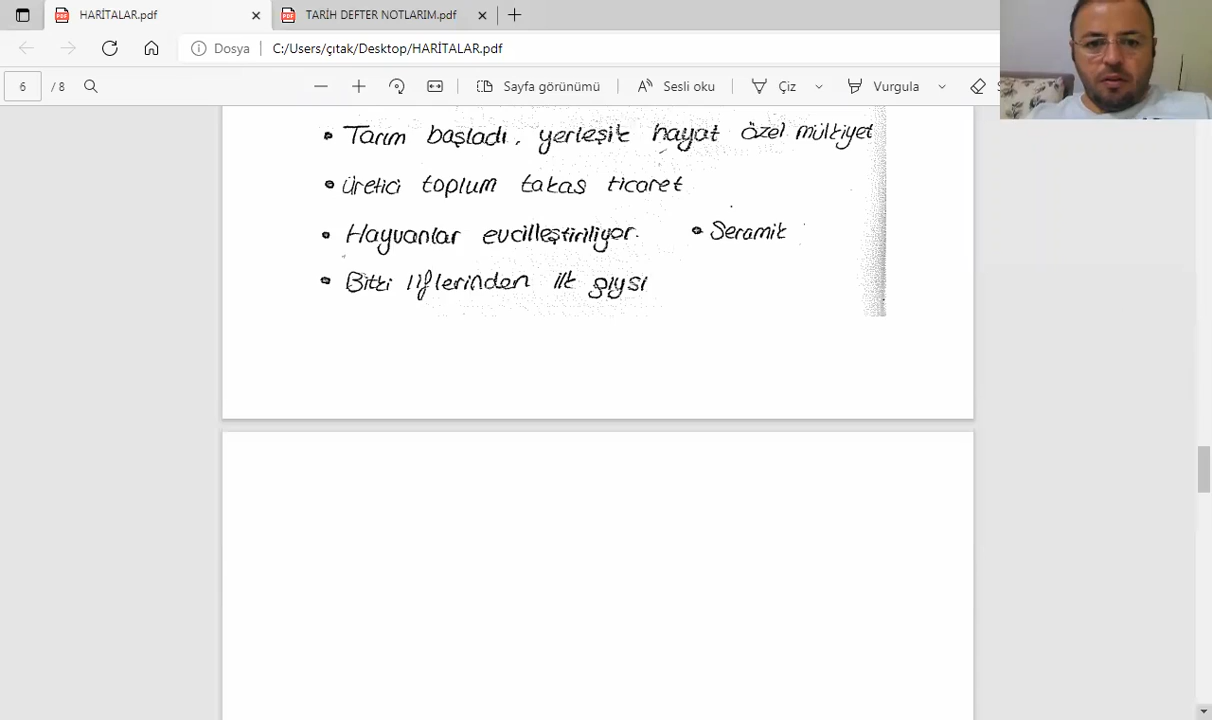 HARİTALAR.pdf
TARİH DEFTER NOTLARIM.pdf
Dosya
C:/Users/çıtak/Desktop/HARİTALAR.pdf
6 / 8
Sayfa görünümü
Sesli oku
Çiz
Vurgula
• Tarım başladı, yerleşik hayat özel mülkiyet
• üretici toplum takas ticaret
• Hayvanlar evcilleştiriliyor. • Seramik
• Bitki liflerinden ilk giysi